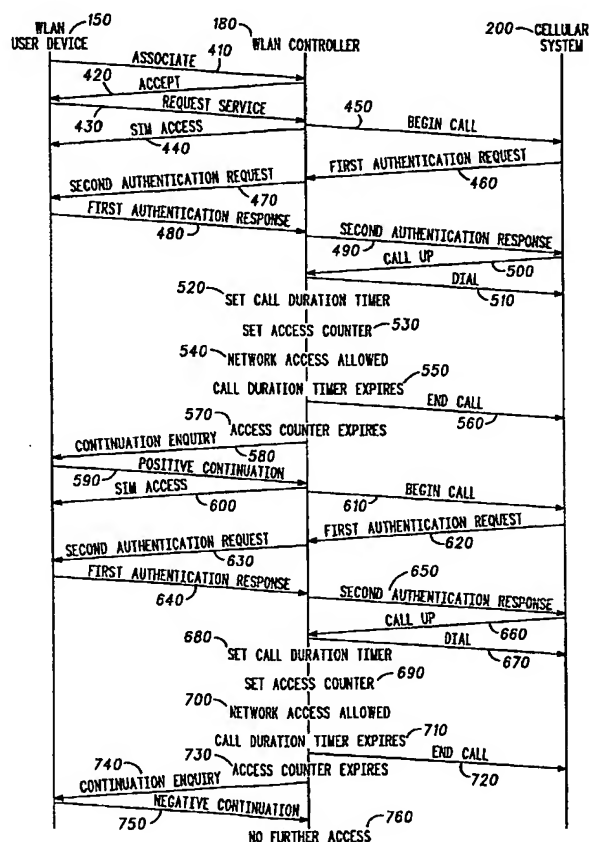 WLAN USER DEVICE 150
180 WLAN CONTROLLER
200 CELLULAR SYSTEM
ASSOCIATE 410
420 ACCEPT
430 REQUEST SERVICE
450 BEGIN CALL
SIM ACCESS 440
FIRST AUTHENTICATION REQUEST 460
SECOND AUTHENTICATION REQUEST 470
FIRST AUTHENTICATION RESPONSE 480
490 SECOND AUTHENTICATION RESPONSE
CALL UP 500
DIAL 510
520 SET CALL DURATION TIMER
SET ACCESS COUNTER 530
540 NETWORK ACCESS ALLOWED
CALL DURATION TIMER EXPIRES 550
END CALL 560
570 ACCESS COUNTER EXPIRES
CONTINUATION ENQUIRY 580
590 POSITIVE CONTINUATION
SIM ACCESS 600
610 BEGIN CALL
FIRST AUTHENTICATION REQUEST 620
SECOND AUTHENTICATION REQUEST 630
FIRST AUTHENTICATION RESPONSE 640
650 SECOND AUTHENTICATION RESPONSE
CALL UP 660
DIAL 670
680 SET CALL DURATION TIMER
SET ACCESS COUNTER 690
700 NETWORK ACCESS ALLOWED
CALL DURATION TIMER EXPIRES 710
END CALL 720
730 ACCESS COUNTER EXPIRES
740 CONTINUATION ENQUIRY
750 NEGATIVE CONTINUATION
NO FURTHER ACCESS 760